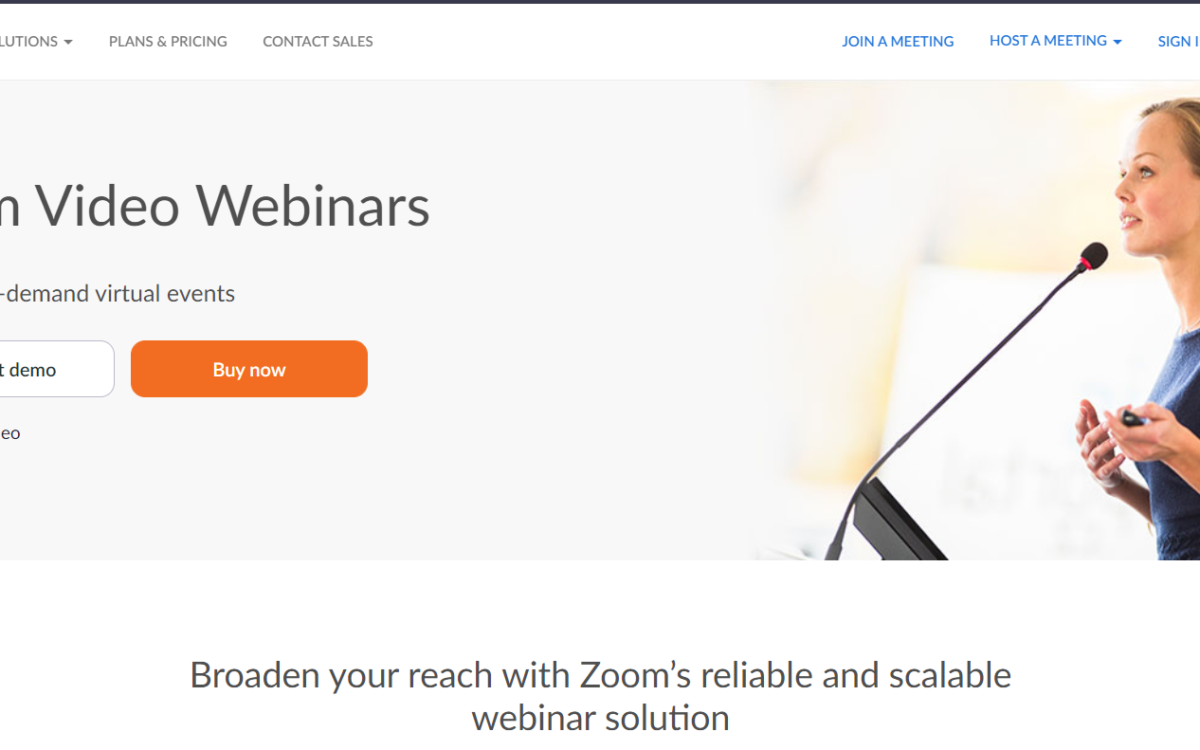 LUTIONS
PLANS & PRICING
CONTACT SALES
JOIN A MEETING
HOST A MEETING
SIGN I
m Video Webinars
-demand virtual events
t demo
Buy now
eo
Broaden your reach with Zoom’s reliable and scalable
webinar solution